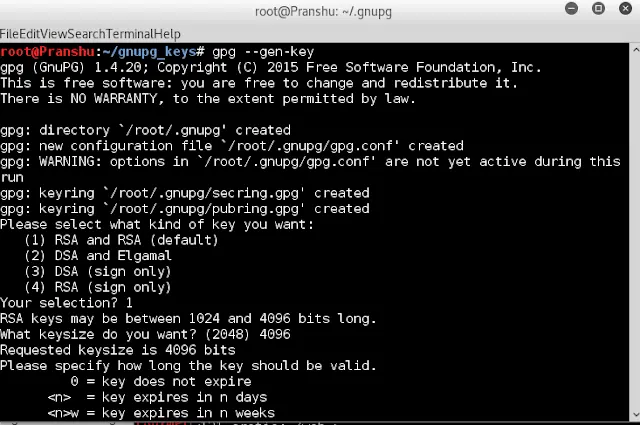 root@Pranshu: ~/.gnupg
FileEditViewSearchTerminalHelp
root@Pranshu:~/gnupg_keys# gpg --gen-key
gpg (GnuPG) 1.4.20; Copyright (C) 2015 Free Software Foundation, Inc.
This is free software: you are free to change and redistribute it.
There is NO WARRANTY, to the extent permitted by law.
gpg: directory `/root/.gnupg' created
gpg: new configuration file `/root/.gnupg/gpg.conf' created
gpg: WARNING: options in `/root/.gnupg/gpg.conf' are not yet active during this
run
gpg: keyring `/root/.gnupg/secring.gpg' created
gpg: keyring `/root/.gnupg/pubring.gpg' created
Please select what kind of key you want:
(1) RSA and RSA (default)
(2) DSA and Elgamal
(3) DSA (sign only)
(4) RSA (sign only)
Your selection? 1
RSA keys may be between 1024 and 4096 bits long.
What keysize do you want? (2048) 4096
Requested keysize is 4096 bits
Please specify how long the key should be valid.
0 = key does not expire
<n>  = key expires in n days
<n>w = key expires in n weeks